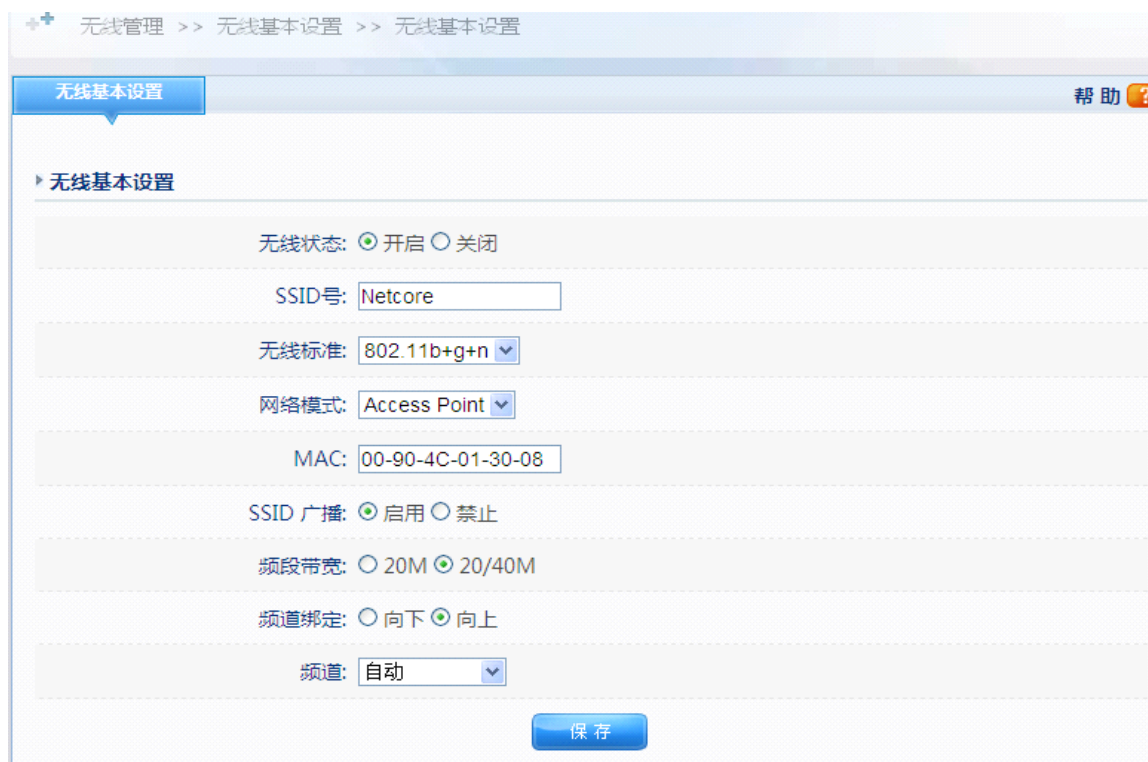 无线管理 >> 无线基本设置 >> 无线基本设置
无线基本设置
帮 助 ?
无线基本设置
无线状态: 开启 关闭
SSID号: Netcore
无线标准: 802.11b+g+n
网络模式: Access Point
MAC: 00-90-4C-01-30-08
SSID 广播: 启用 禁止
频段带宽: 20M 20/40M
频道绑定: 向下 向上
频道: 自动
保 存